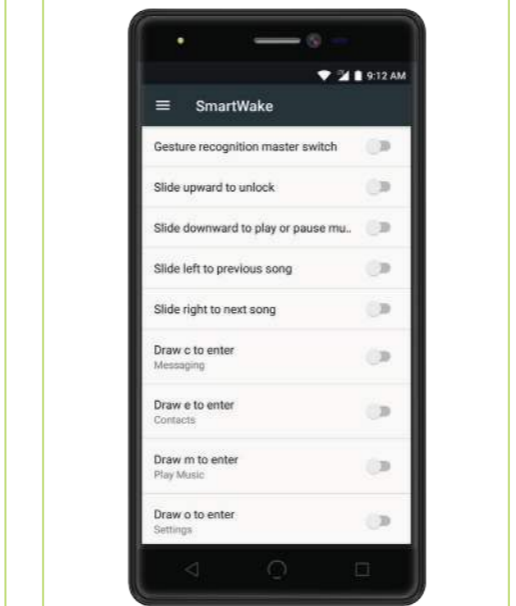 9:12 AM
SmartWake
Gesture recognition master switch
Slide upward to unlock
Slide downward to play or pause mu..
Slide left to previous song
Slide right to next song
Draw c to enter
Messaging
Draw e to enter
Contacts
Draw m to enter
Play Music
Draw o to enter
Settings